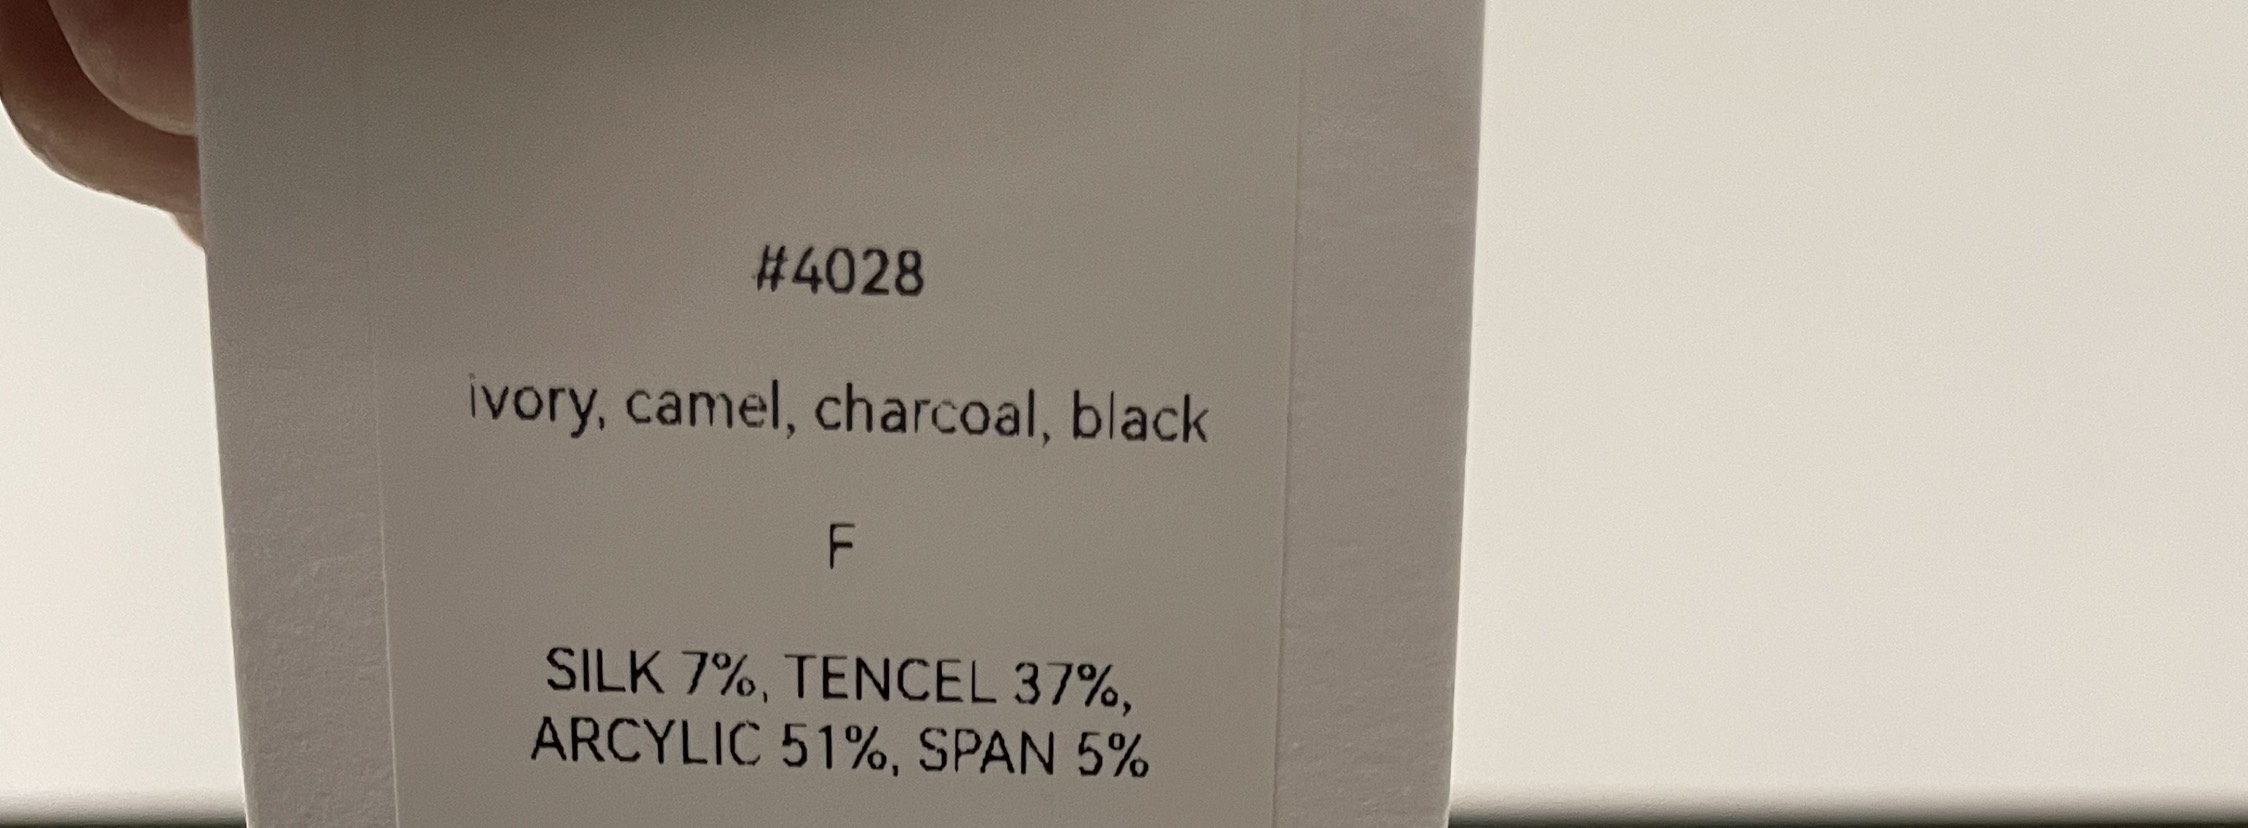 #4028
ivory, camel, charcoal, black
F
SILK 7%, TENCEL 37%,
ARCYLIC 51%, SPAN 5%